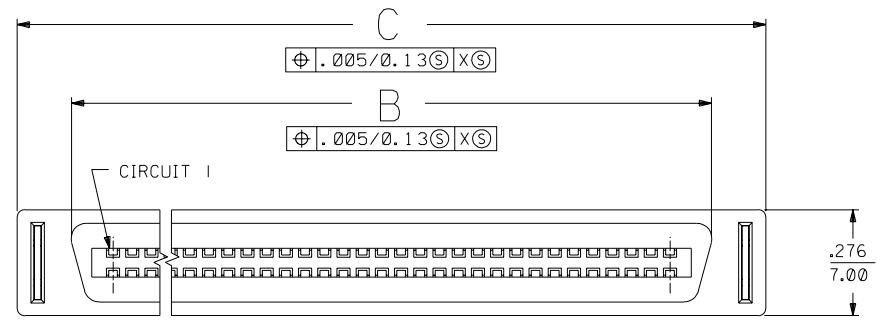 C
⌖ .005/0.13Ⓢ XⓈ
B
⌖ .005/0.13Ⓢ XⓈ
CIRCUIT 1
.276
7.00